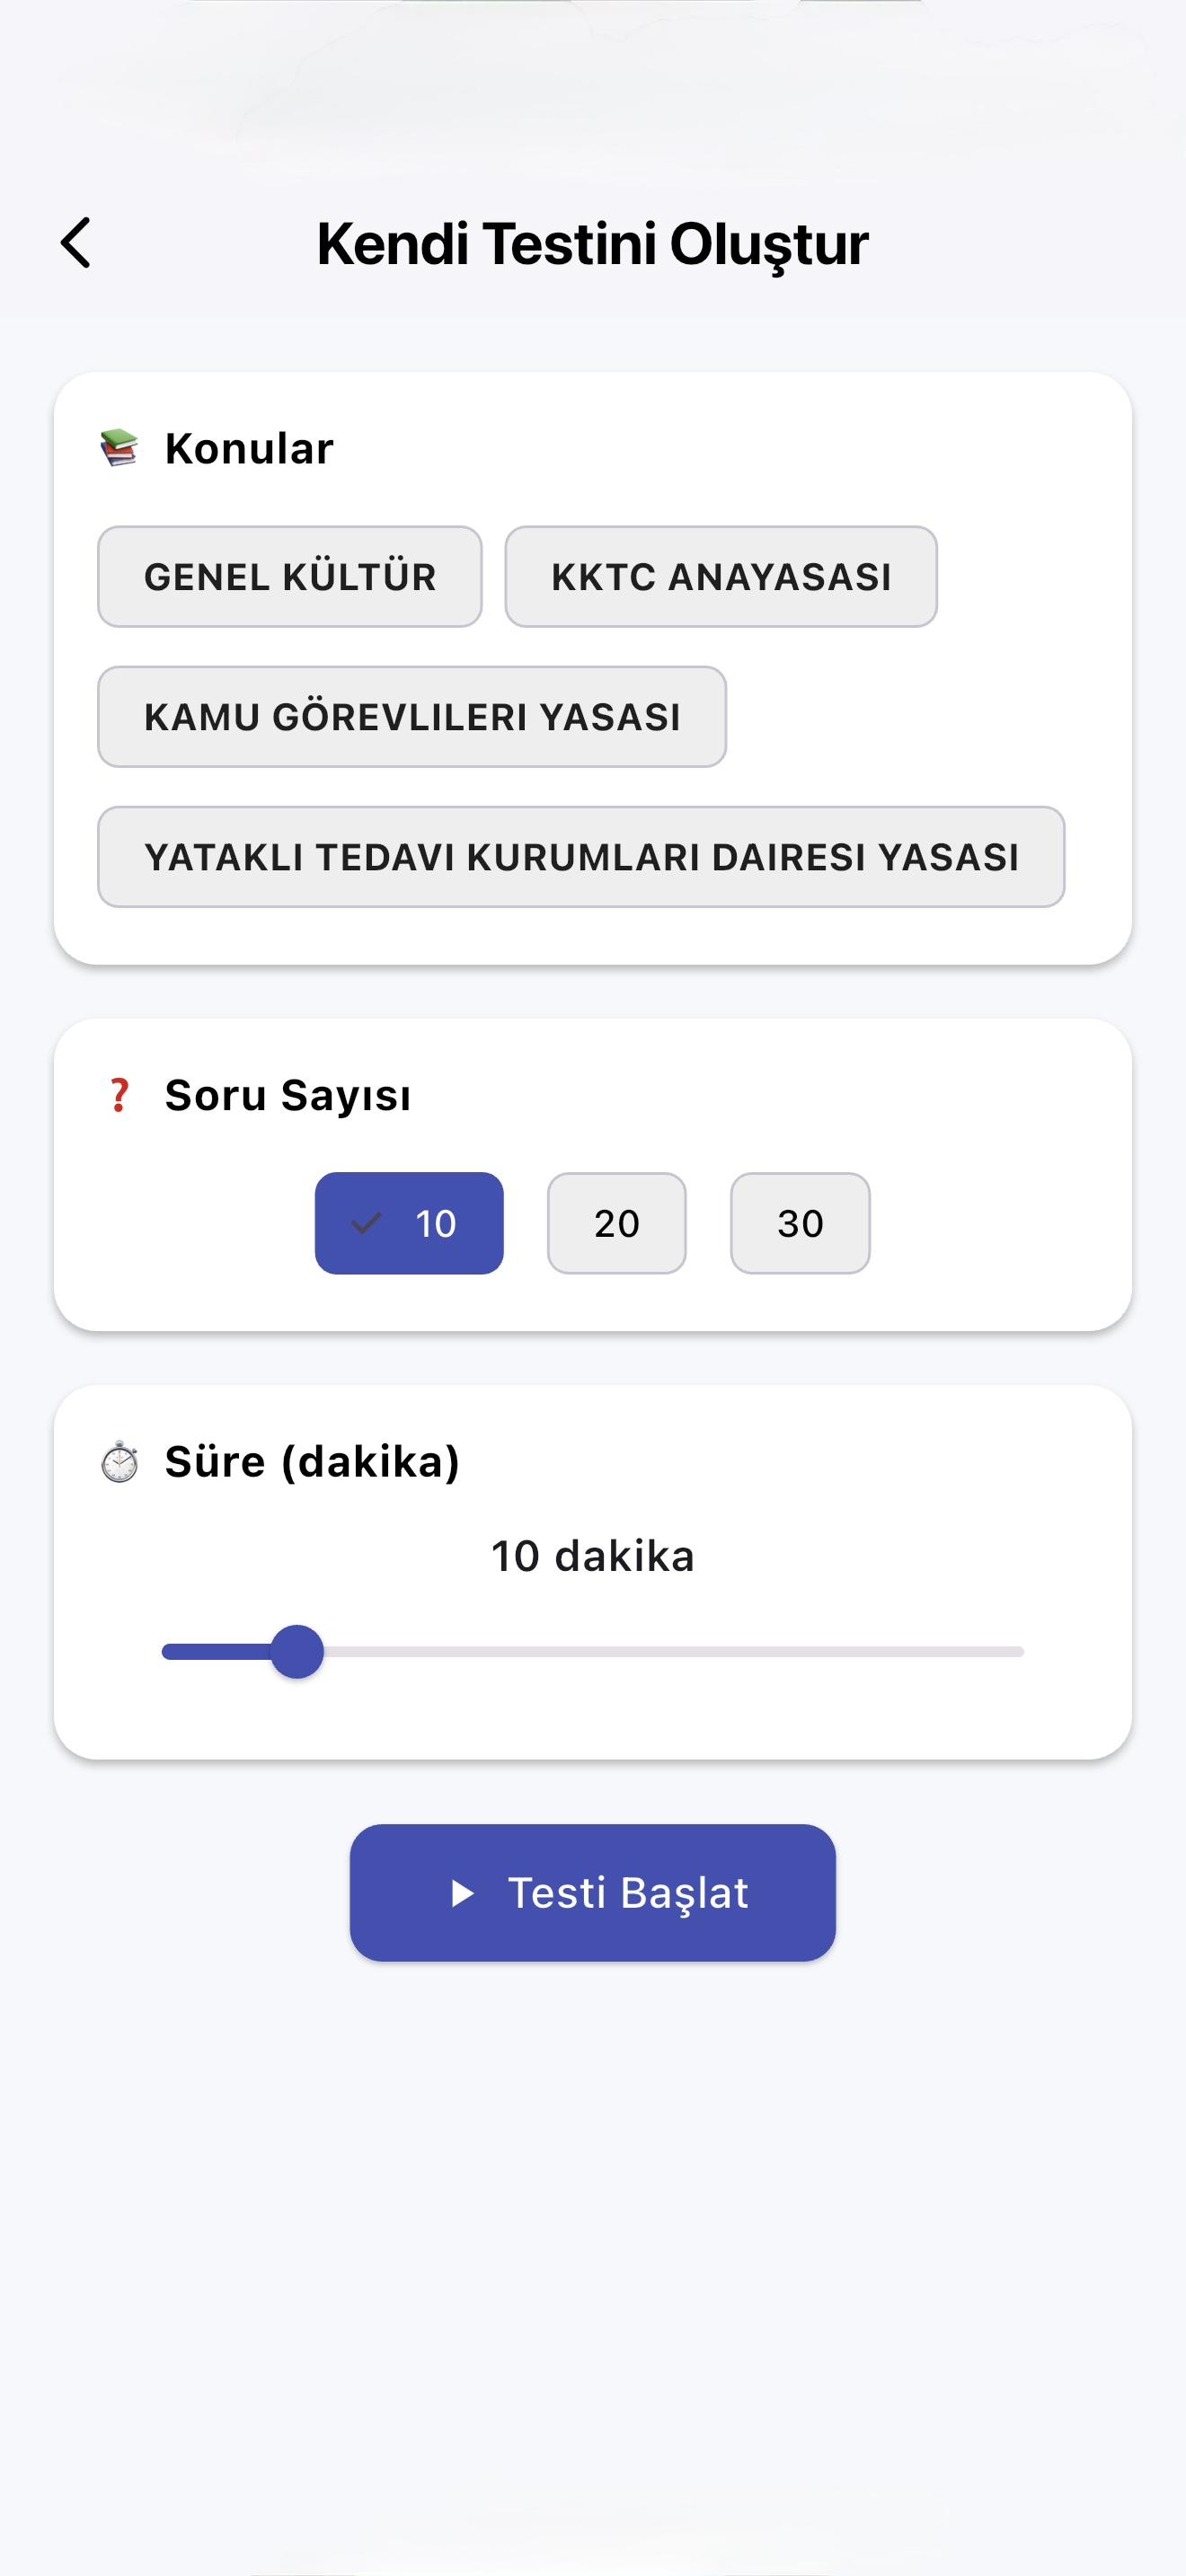 Kendi Testini Oluştur
Konular
GENEL KÜLTÜR KKTC ANAYASASI
KAMU GÖREVLILERI YASASI
YATAKLI TEDAVI KURUMLARI DAIRESI YASASI
Soru Sayısı
10 20 30
Süre (dakika)
10 dakika
Testi Başlat